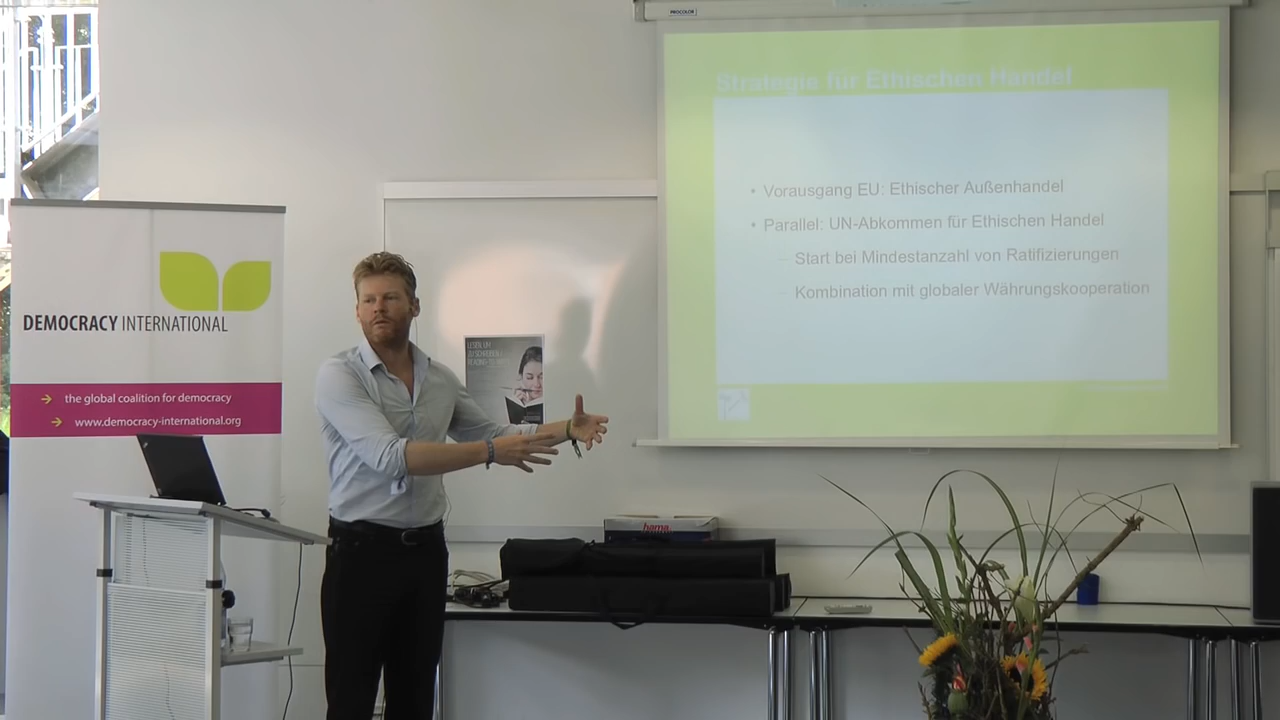 PROCOLOR
Strategie für Ethischen Handel
• Vorausgang EU: Ethischer Außenhandel
• Parallel: UN-Abkommen für Ethischen Handel
– Start bei Mindestanzahl von Ratifizierungen
– Kombination mit globaler Währungskooperation
DEMOCRACY INTERNATIONAL
the global coalition for democracy
www.democracy-international.org
hama